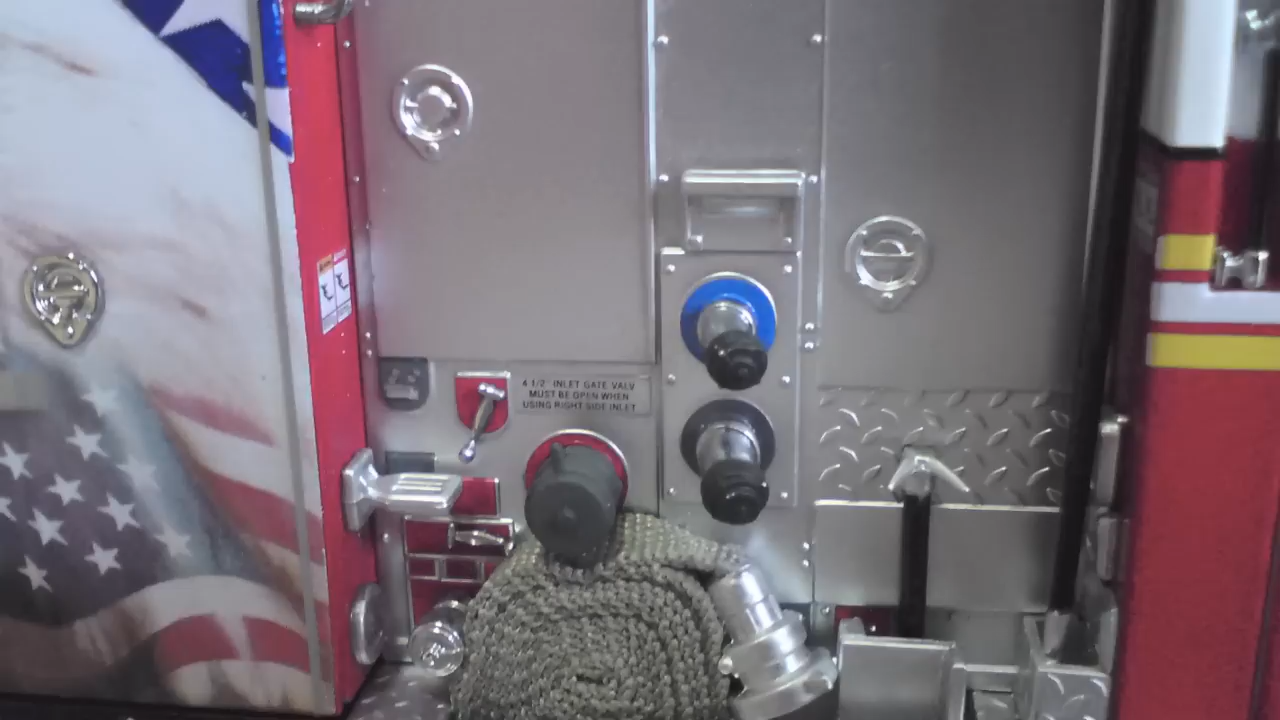 4 1/2" INLET GATE VALV
MUST BE OPEN WHEN
USING RIGHT SIDE INLET